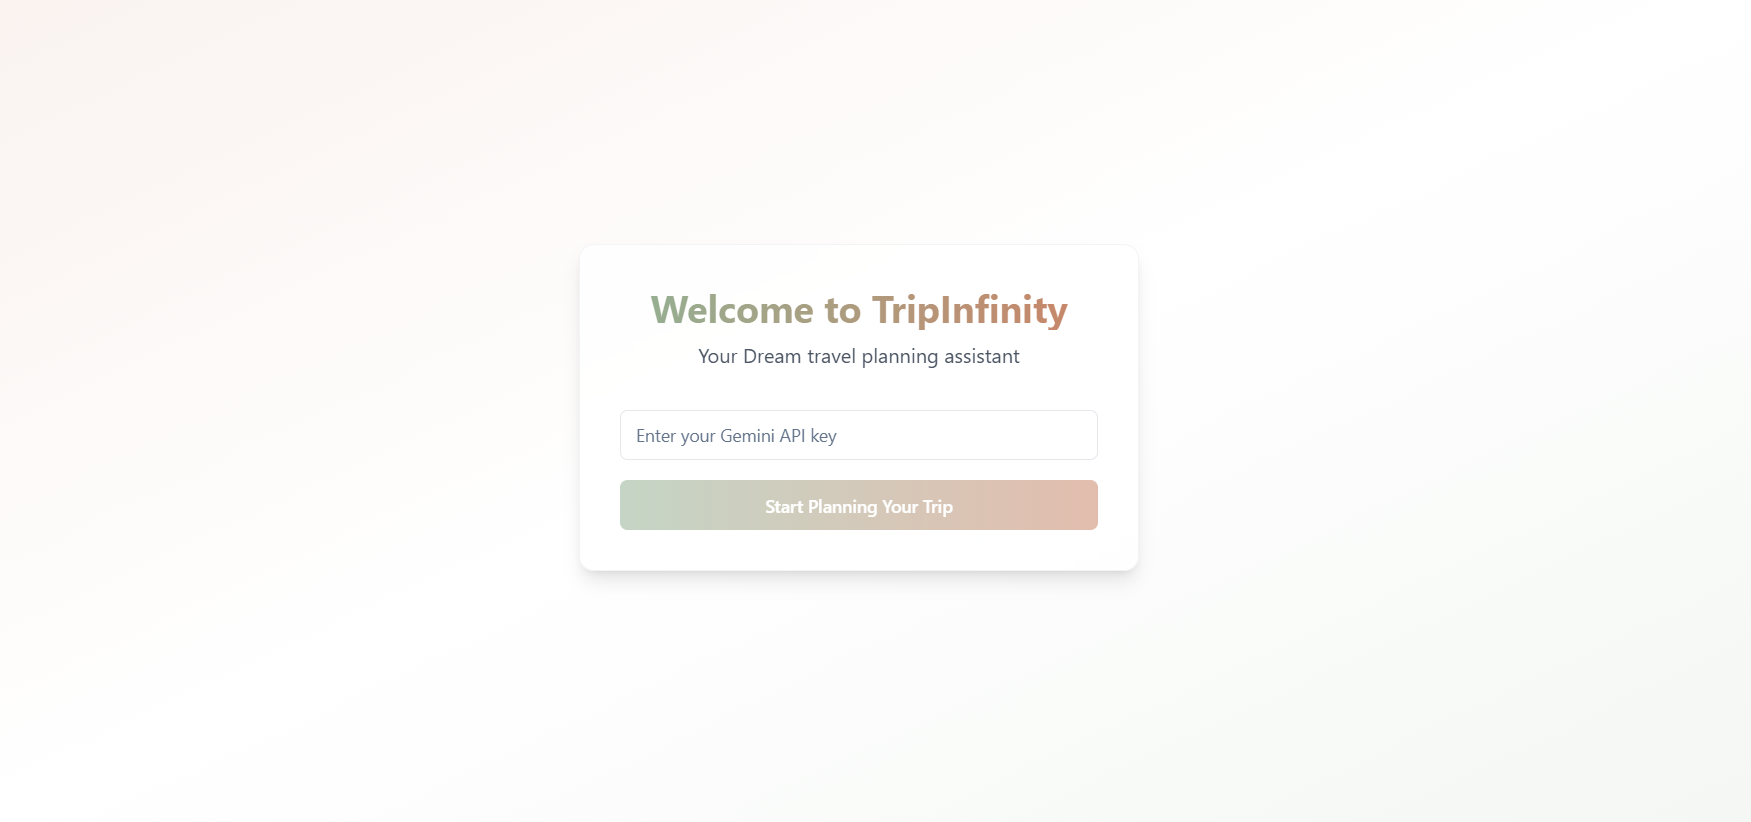 Welcome to TripInfinity
Your Dream travel planning assistant
Enter your Gemini API key
Start Planning Your Trip